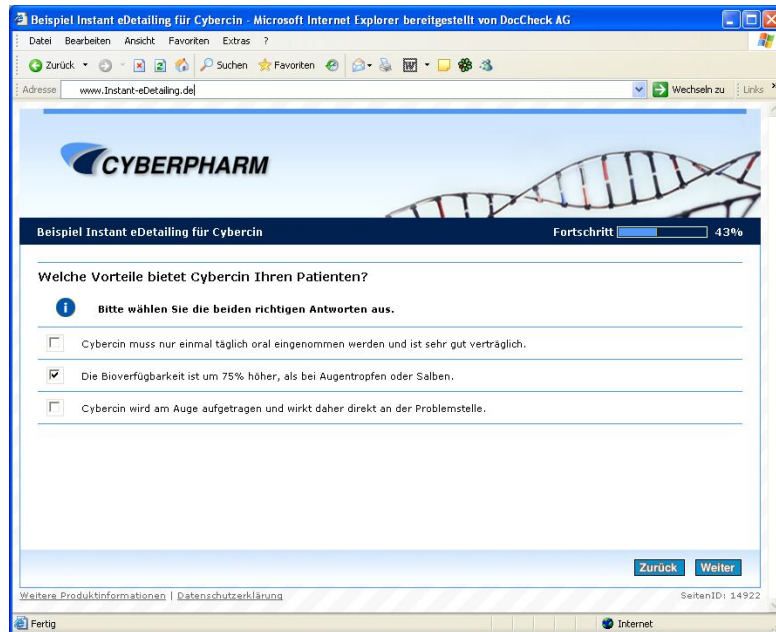 Beispiel Instant eDetailing für Cybercin - Microsoft Internet Explorer bereitgestellt von DocCheck AG
Datei Bearbeiten Ansicht Favoriten Extras ?
Zurück Suchen Favoriten
Adresse www.Instant-eDetailing.de Wechseln zu Links
CYBERPHARM
Beispiel Instant eDetailing für Cybercin Fortschritt 43%
Welche Vorteile bietet Cybercin Ihren Patienten?
Bitte wählen Sie die beiden richtigen Antworten aus.
Cybercin muss nur einmal täglich oral eingenommen werden und ist sehr gut verträglich.
Die Bioverfügbarkeit ist um 75% höher, als bei Augentropfen oder Salben.
Cybercin wird am Auge aufgetragen und wirkt daher direkt an der Problemstelle.
Zurück Weiter
Weitere Produktinformationen | Datenschutzerklärung SeitenID: 14922
Fertig Internet